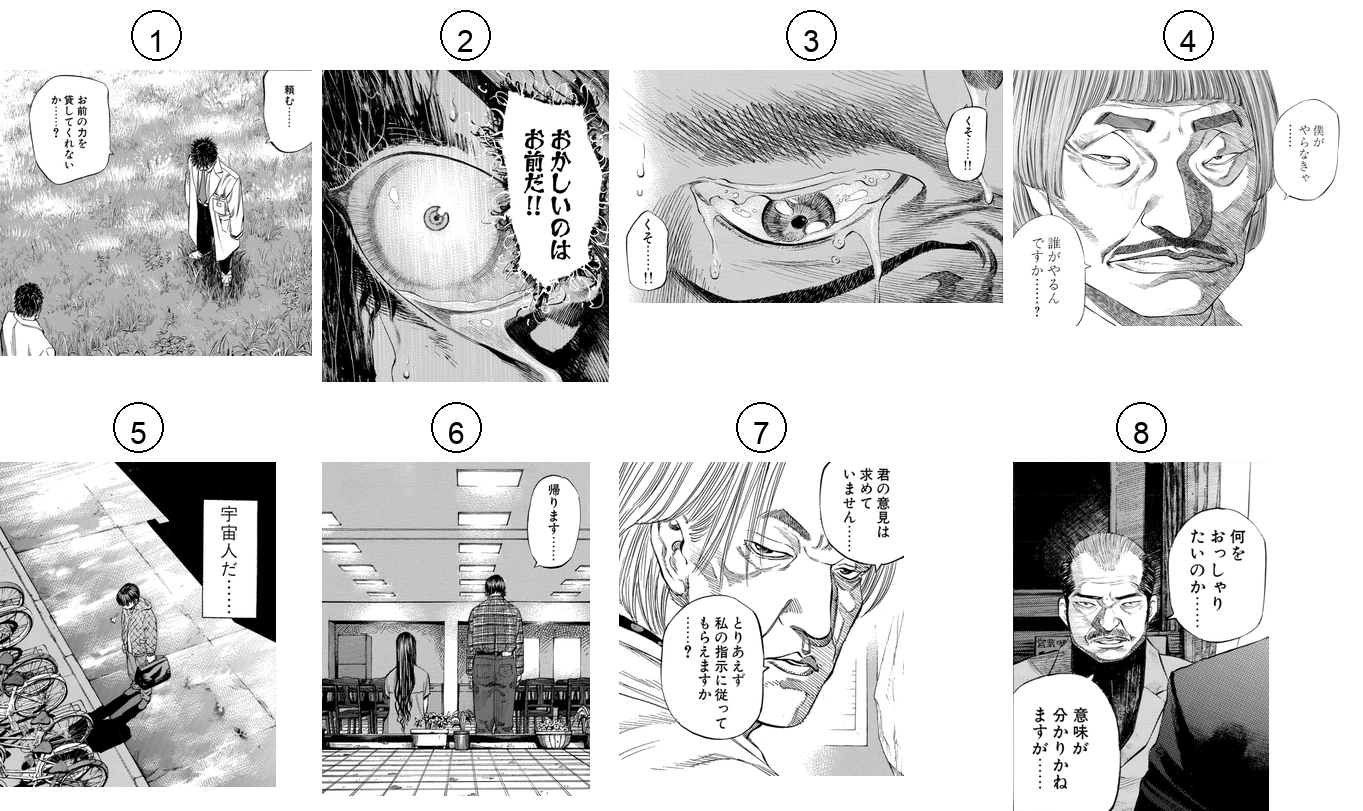 1
頼む……
お前の力を
貸してくれない
か……?
2
おかしいのは
お前だ!!
3
くそ……!!
くそ……!!
4
僕が
やらなきゃ
……
誰がやるん
ですか……?
5
宇宙人だ……
6
帰ります……
7
君の意見は
求めて
いません……
とりあえず
私の指示に従って
もらえますか
……?
8
何を
おっしゃり
たいのか……
意味が
分かりかね
ますが……